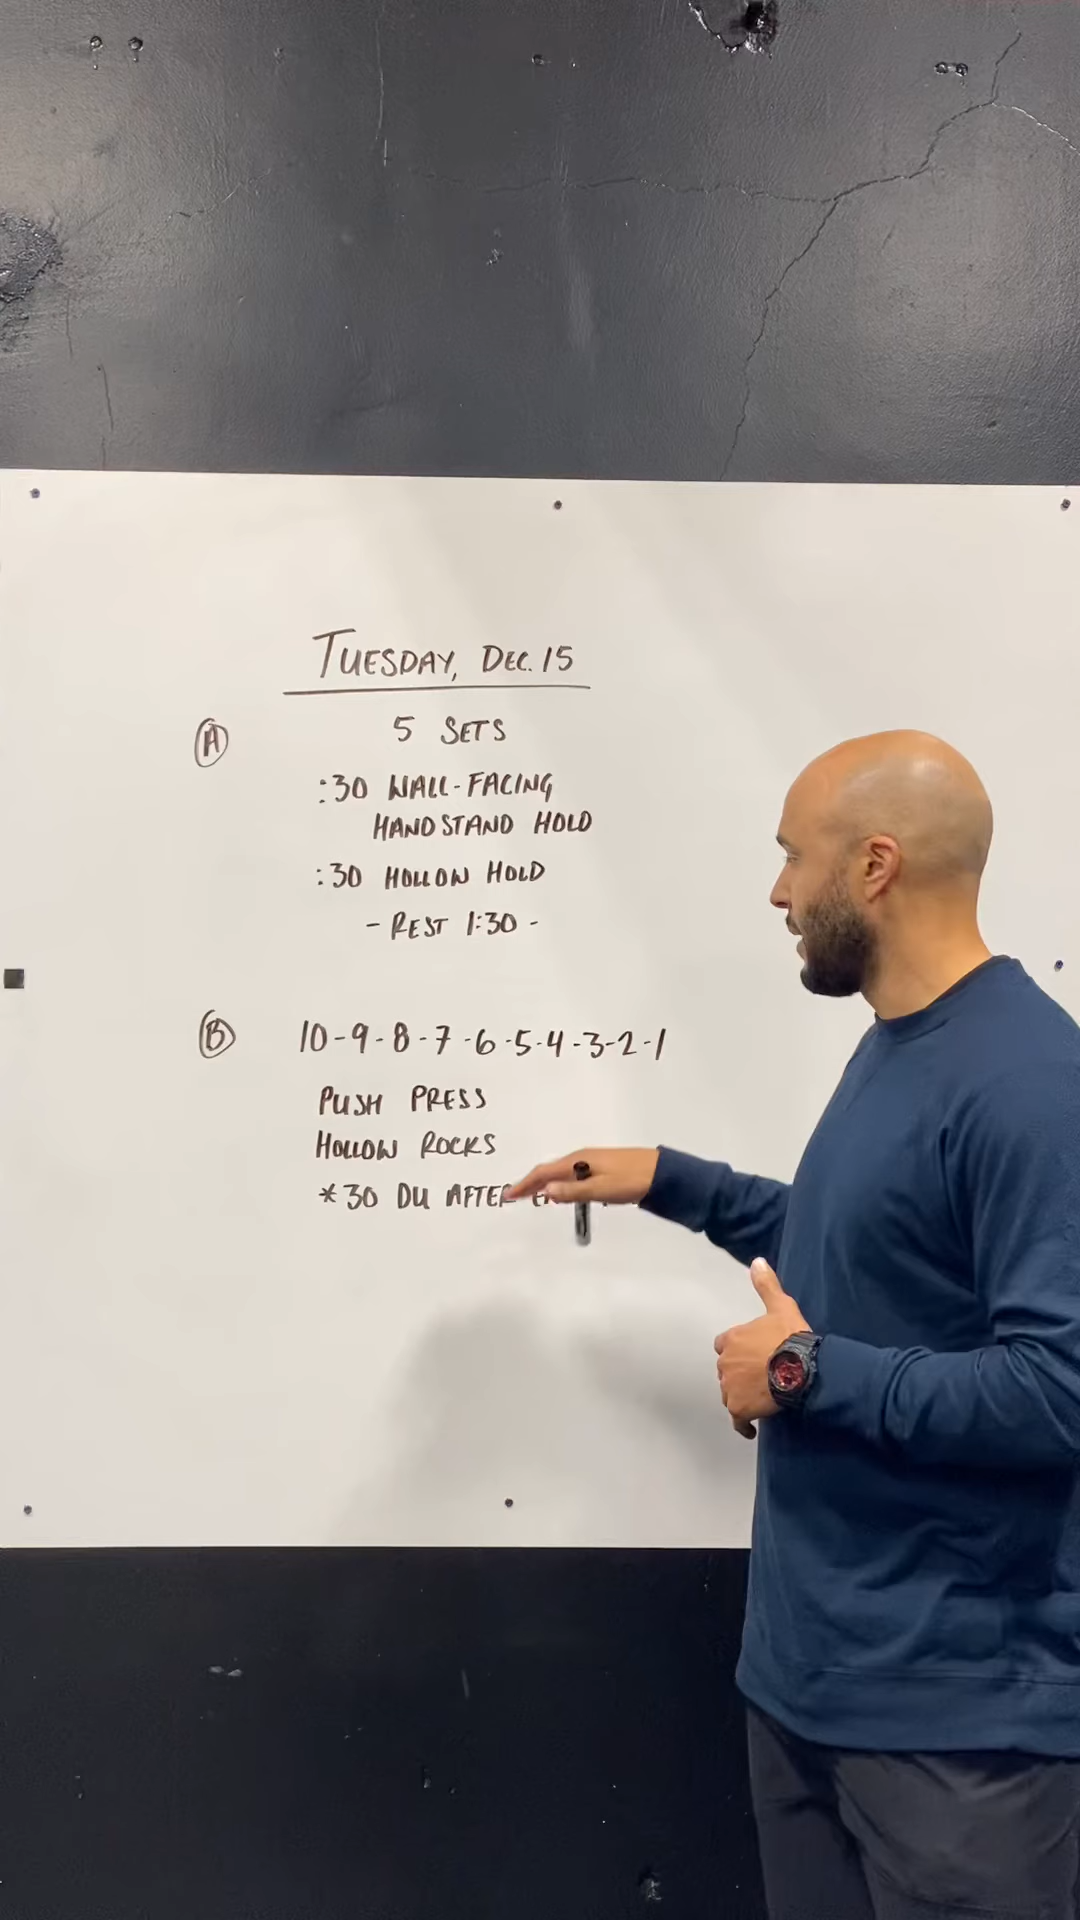 TUESDAY, DEC. 15
A 5 SETS
:30 WALL-FACING
HANDSTAND HOLD
:30 HOLLOW HOLD
- REST 1:30 -
B 10-9-8-7-6-5-4-3-2-1
PUSH PRESS
HOLLOW ROCKS
*30 DU AFTER